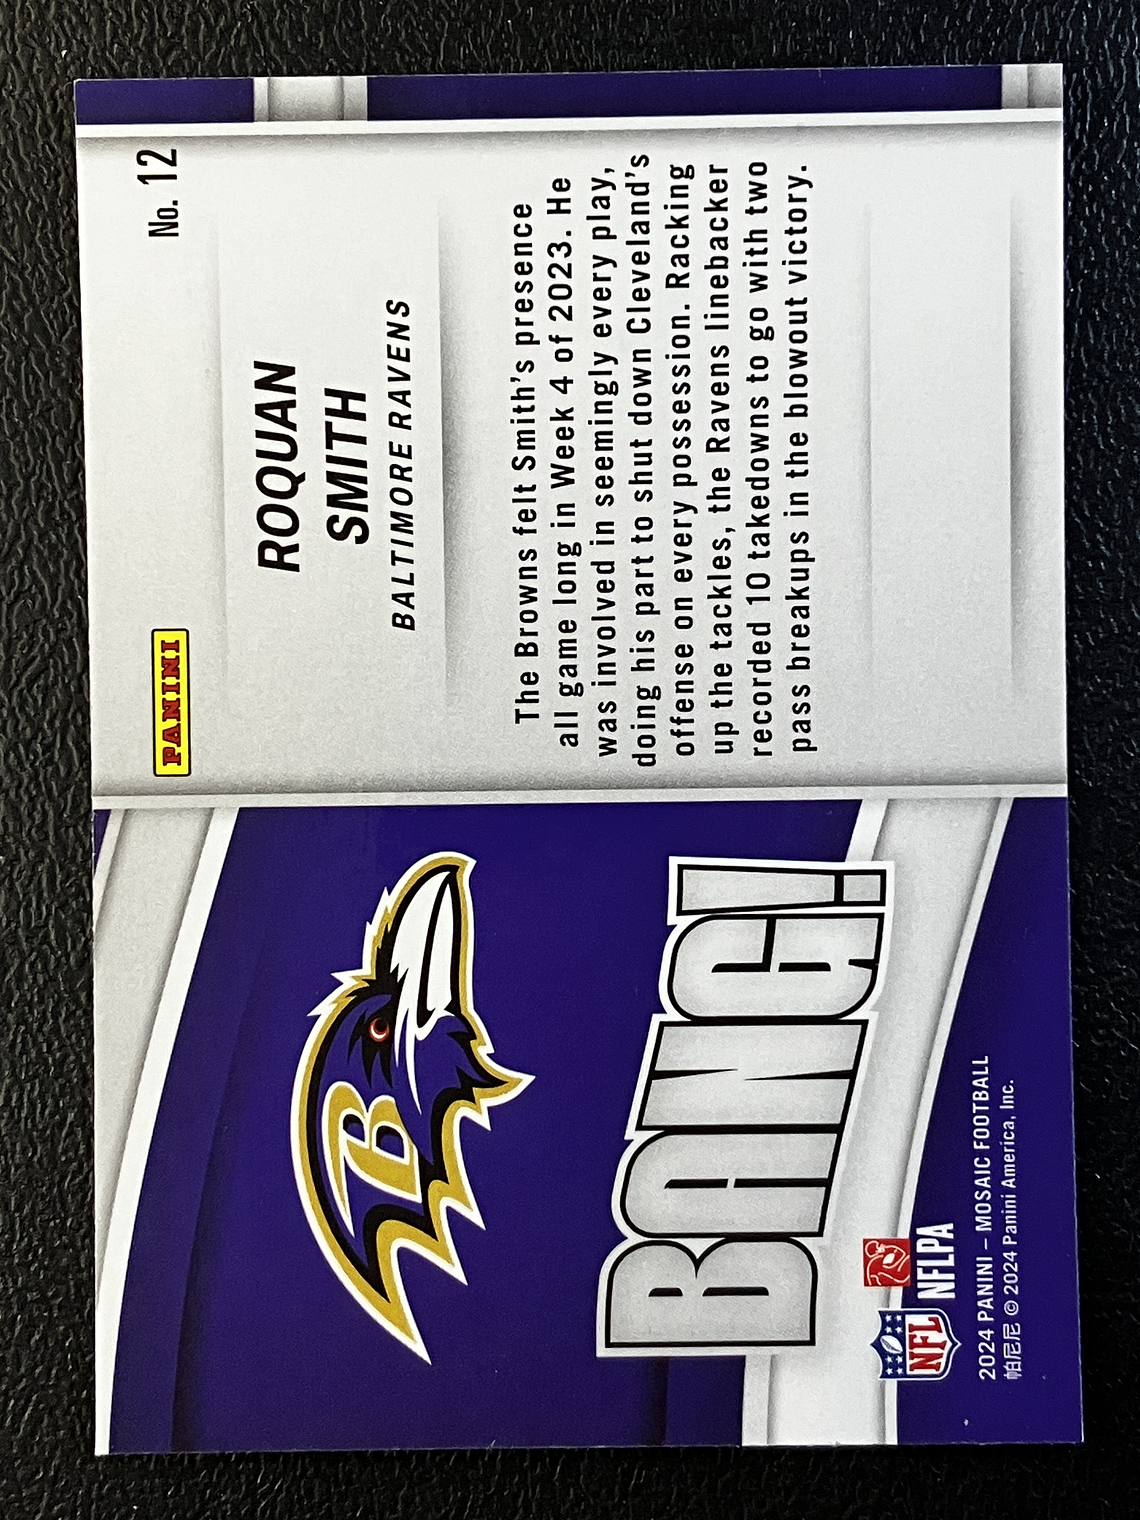 B
BANG!
NFL
NFLPA
2024 PANINI – MOSAIC FOOTBALL
帕尼尼 © 2024 Panini America, Inc.
PANINI
No. 12
ROQUAN
SMITH
BALTIMORE RAVENS
The Browns felt Smith's presence
all game long in Week 4 of 2023. He
was involved in seemingly every play,
doing his part to shut down Cleveland's
offense on every possession. Racking
up the tackles, the Ravens linebacker
recorded 10 takedowns to go with two
pass breakups in the blowout victory.